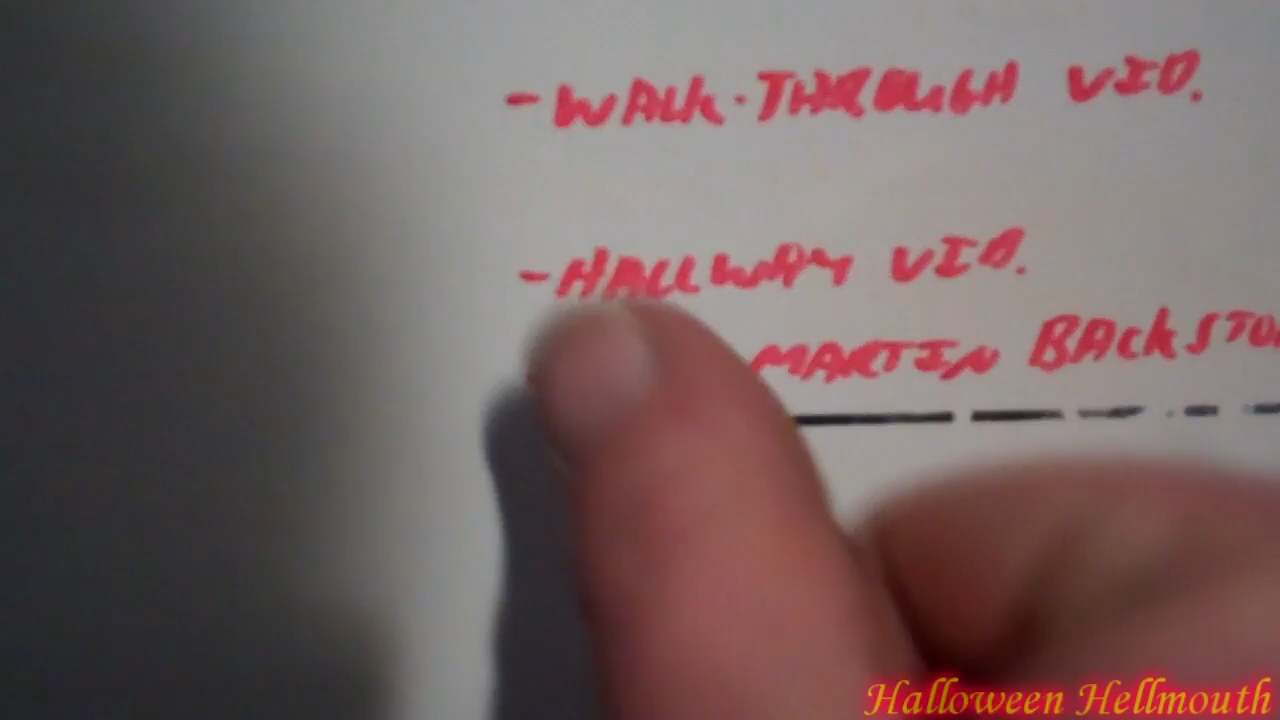 - WALK-THROUGH VID.
- HALLWAY VID.
MARTIN BACKSTO
Halloween Hellmouth